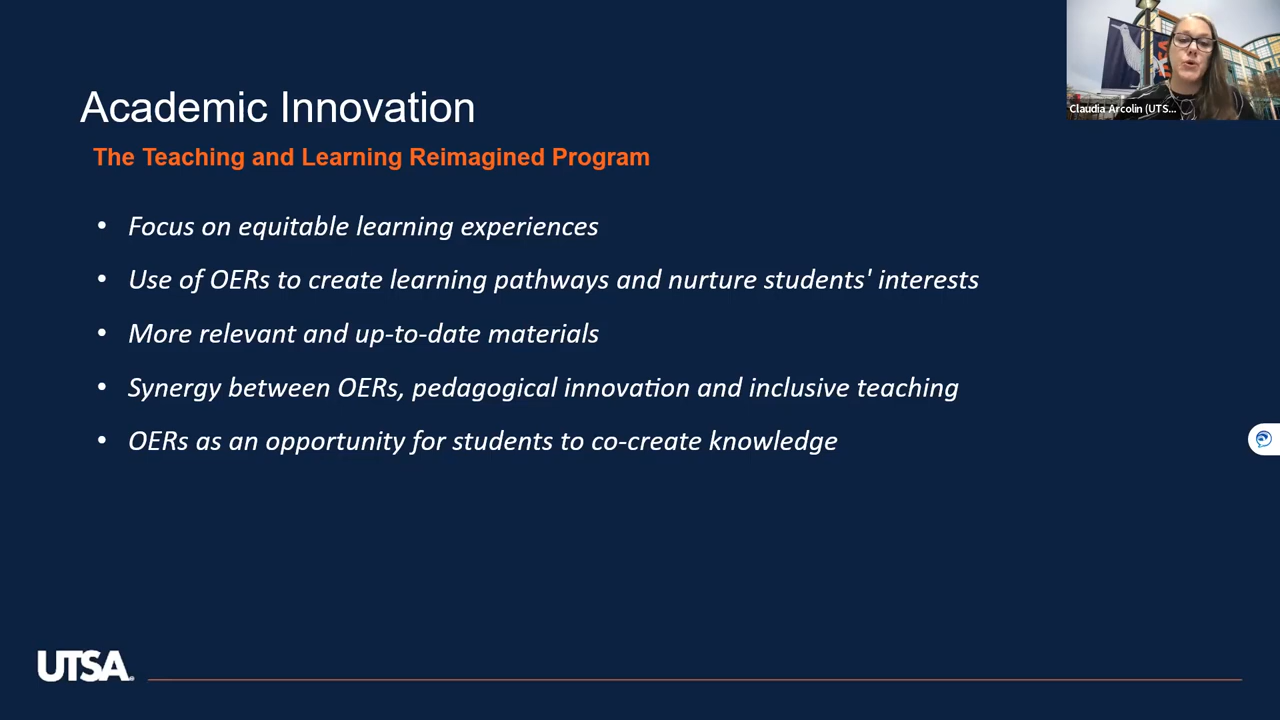 Claudia Arcolin (UTS...
Academic Innovation
The Teaching and Learning Reimagined Program
• Focus on equitable learning experiences
• Use of OERs to create learning pathways and nurture students' interests
• More relevant and up-to-date materials
• Synergy between OERs, pedagogical innovation and inclusive teaching
• OERs as an opportunity for students to co-create knowledge
UTSA®